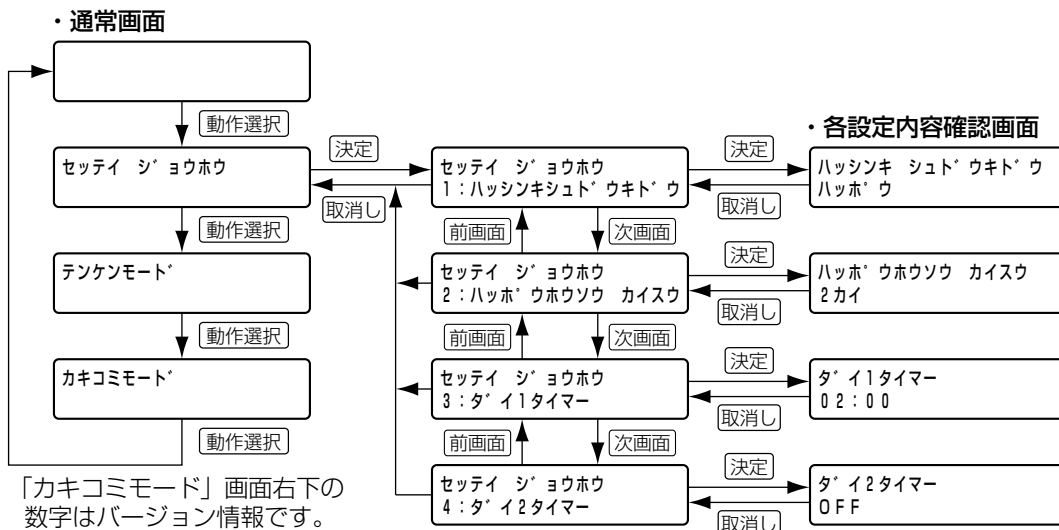 ・通常画面
動作選択
セッテイ ジョウホウ
動作選択
テンケンモード
動作選択
カキコミモード
動作選択
「カキコミモード」画面右下の
数字はバージョン情報です。
決定
取消し
セッテイ ジョウホウ
1:ハッシンキシュドウキドウ
前画面
次画面
セッテイ ジョウホウ
2:ハッポウホウソウ カイスウ
前画面
次画面
セッテイ ジョウホウ
3:ダイ1タイマー
前画面
次画面
セッテイ ジョウホウ
4:ダイ2タイマー
・各設定内容確認画面
決定
取消し
ハッシンキ シュドウキドウ
ハッポウ
決定
取消し
ハッポウホウソウ カイスウ
2カイ
決定
取消し
ダイ1タイマー
02:00
決定
取消し
ダイ2タイマー
OFF